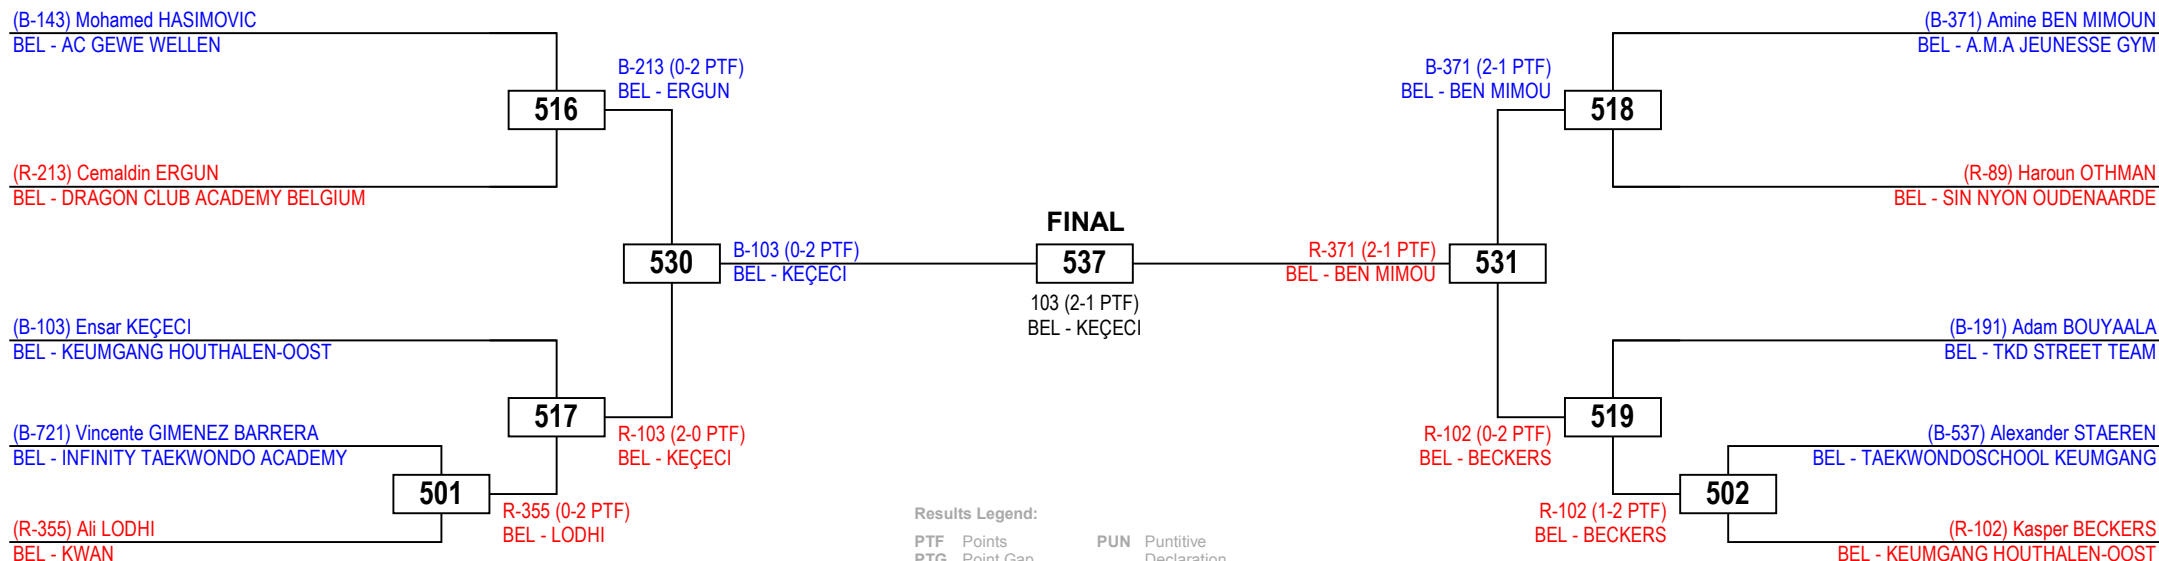 (B-143) Mohamed HASIMOVIC
BEL - AC GEWE WELLEN
B-213 (0-2 PTF)
BEL - ERGUN
516
(R-213) Cemaldin ERGUN
BEL - DRAGON CLUB ACADEMY BELGIUM
530
B-103 (0-2 PTF)
BEL - KEÇECI
(B-103) Ensar KEÇECI
BEL - KEUMGANG HOUTHALEN-OOST
517
R-103 (2-0 PTF)
BEL - KEÇECI
(B-721) Vincente GIMENEZ BARRERA
BEL - INFINITY TAEKWONDO ACADEMY
501
R-355 (0-2 PTF)
BEL - LODHI
(R-355) Ali LODHI
BEL - KWAN
FINAL
537
103 (2-1 PTF)
BEL - KEÇECI
(B-371) Amine BEN MIMOUN
BEL - A.M.A JEUNESSE GYM
B-371 (2-1 PTF)
BEL - BEN MIMOU
518
(R-89) Haroun OTHMAN
BEL - SIN NYON OUDENAARDE
R-371 (2-1 PTF)
BEL - BEN MIMOU
531
(B-191) Adam BOUYAALA
BEL - TKD STREET TEAM
519
R-102 (0-2 PTF)
BEL - BECKERS
(B-537) Alexander STAEREN
BEL - TAEKWONDOSCHOOL KEUMGANG
502
R-102 (1-2 PTF)
BEL - BECKERS
(R-102) Kasper BECKERS
BEL - KEUMGANG HOUTHALEN-OOST
Results Legend:
PTF Points PUN Puntitive
PTG Point Gap Declaration